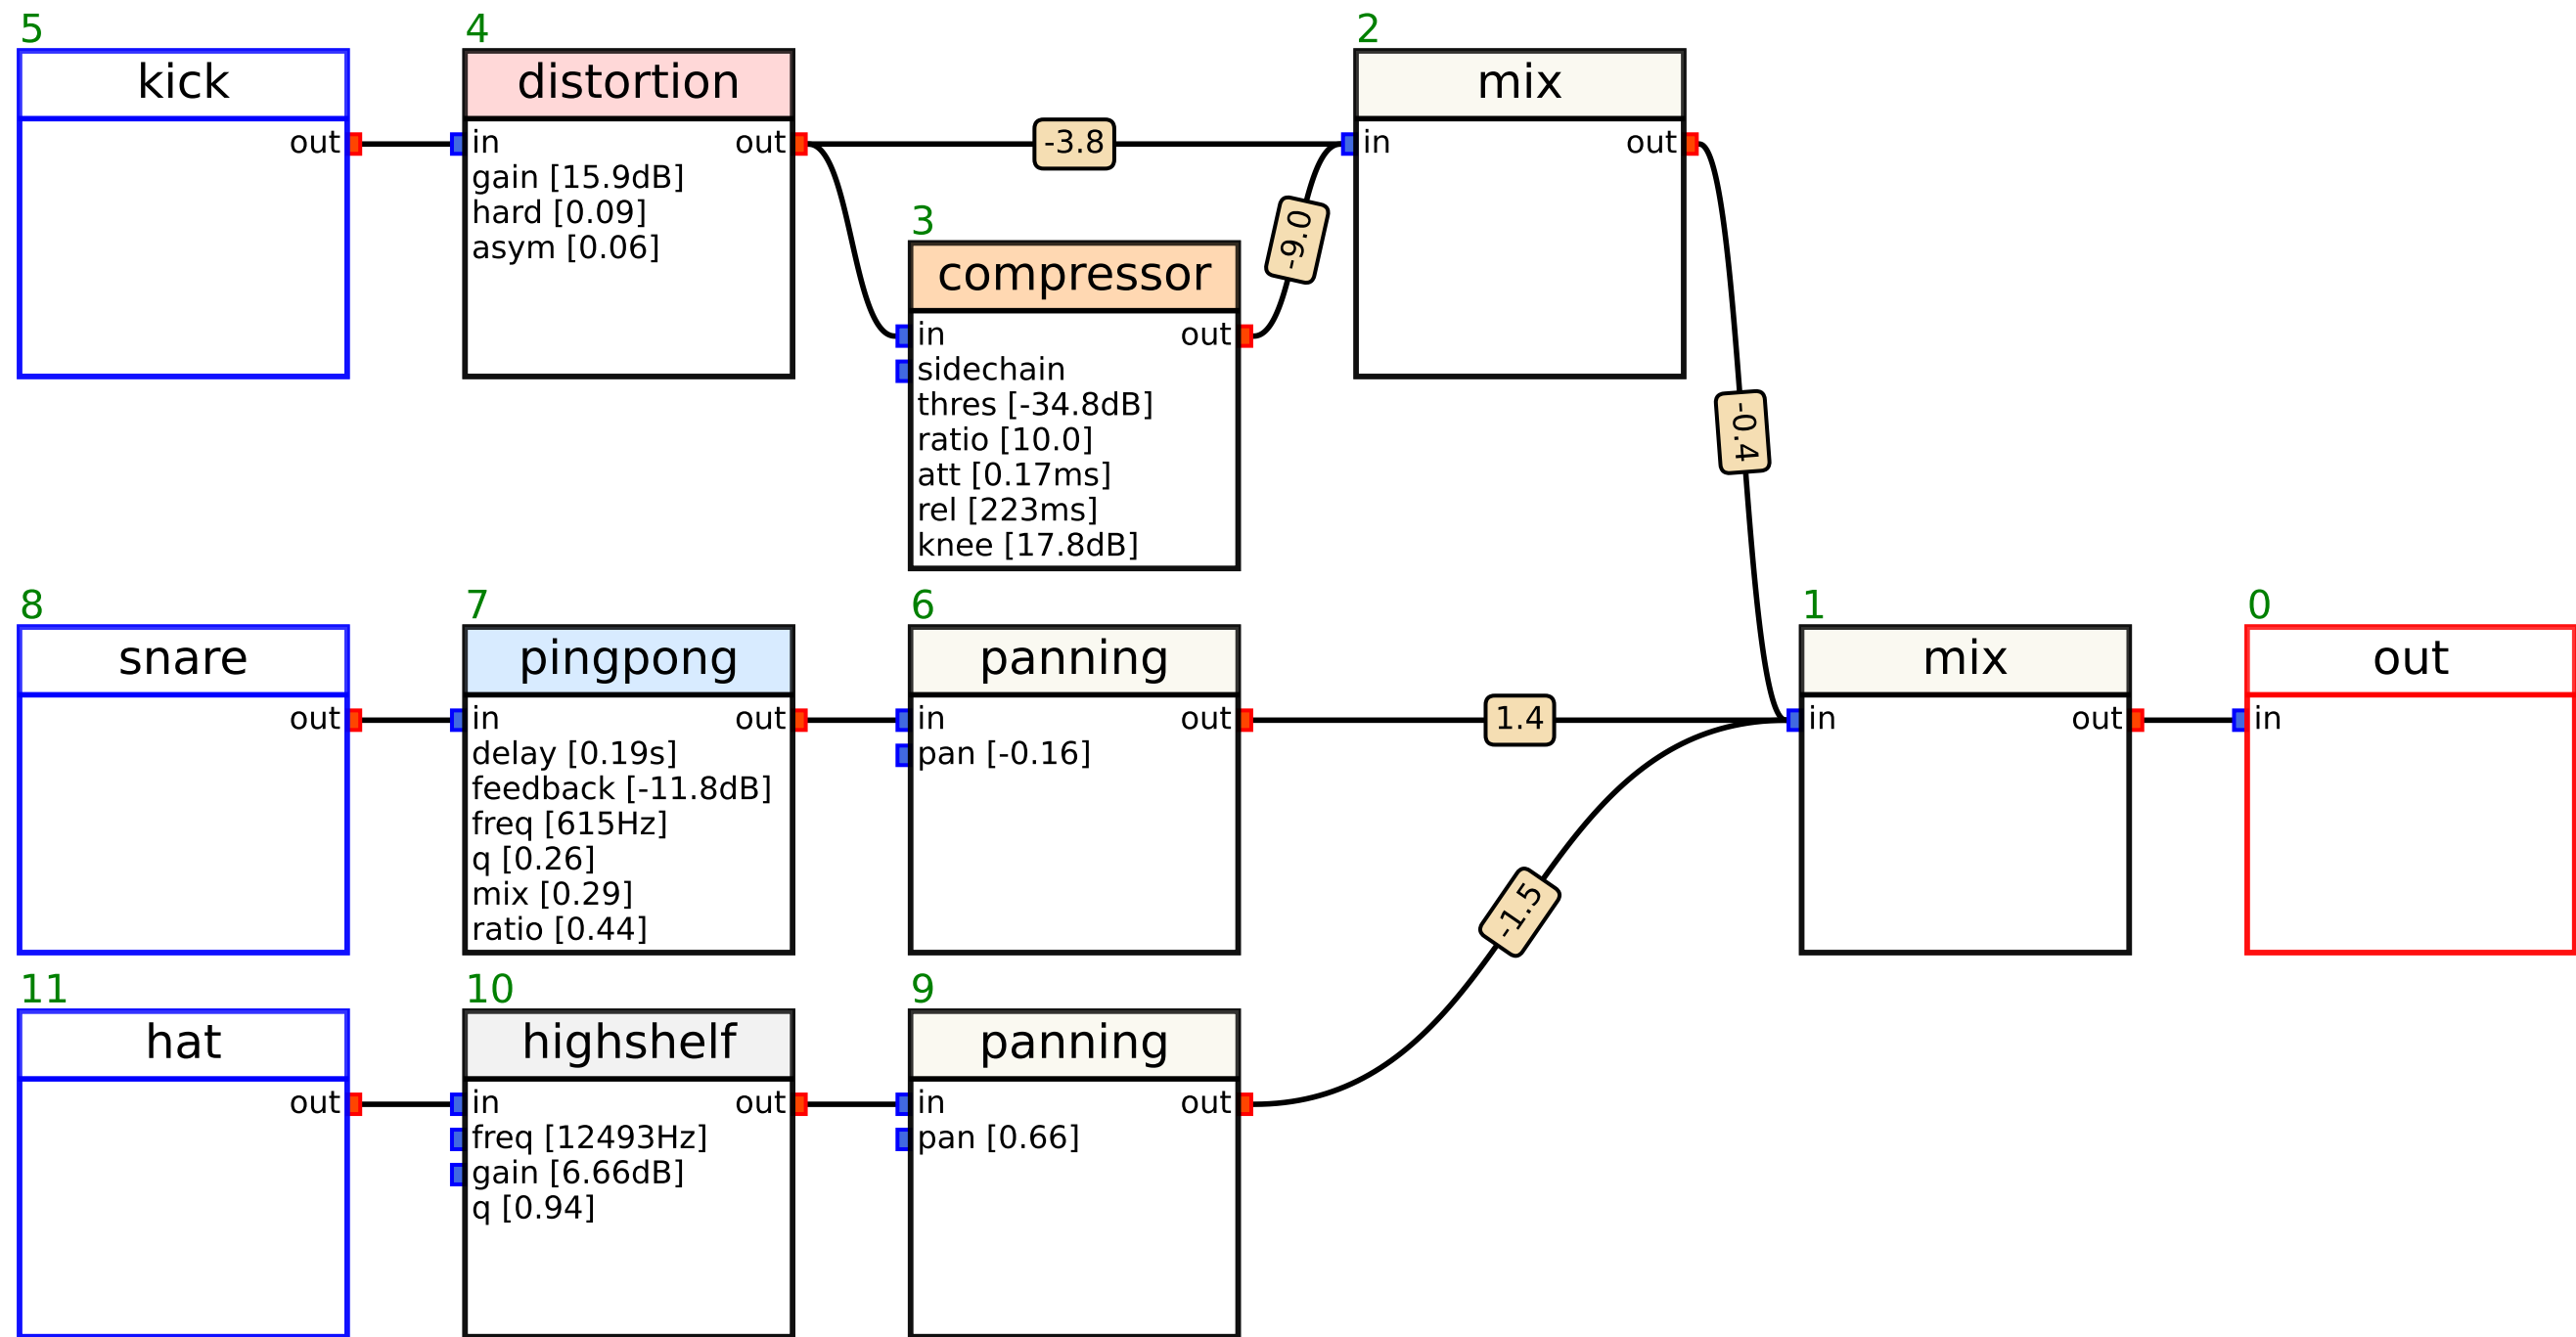 5
kick
out
4
distortion
in out
gain [15.9dB]
hard [0.09]
asym [0.06]
-3.8
3
compressor
in out
sidechain
thres [-34.8dB]
ratio [10.0]
att [0.17ms]
rel [223ms]
knee [17.8dB]
-9.0
2
mix
in out
-0.4
8
snare
out
7
pingpong
in out
delay [0.19s]
feedback [-11.8dB]
freq [615Hz]
q [0.26]
mix [0.29]
ratio [0.44]
6
panning
in out
pan [-0.16]
1.4
1
mix
in out
0
out
in
11
hat
out
10
highshelf
in out
freq [12493Hz]
gain [6.66dB]
q [0.94]
9
panning
in out
pan [0.66]
-1.5